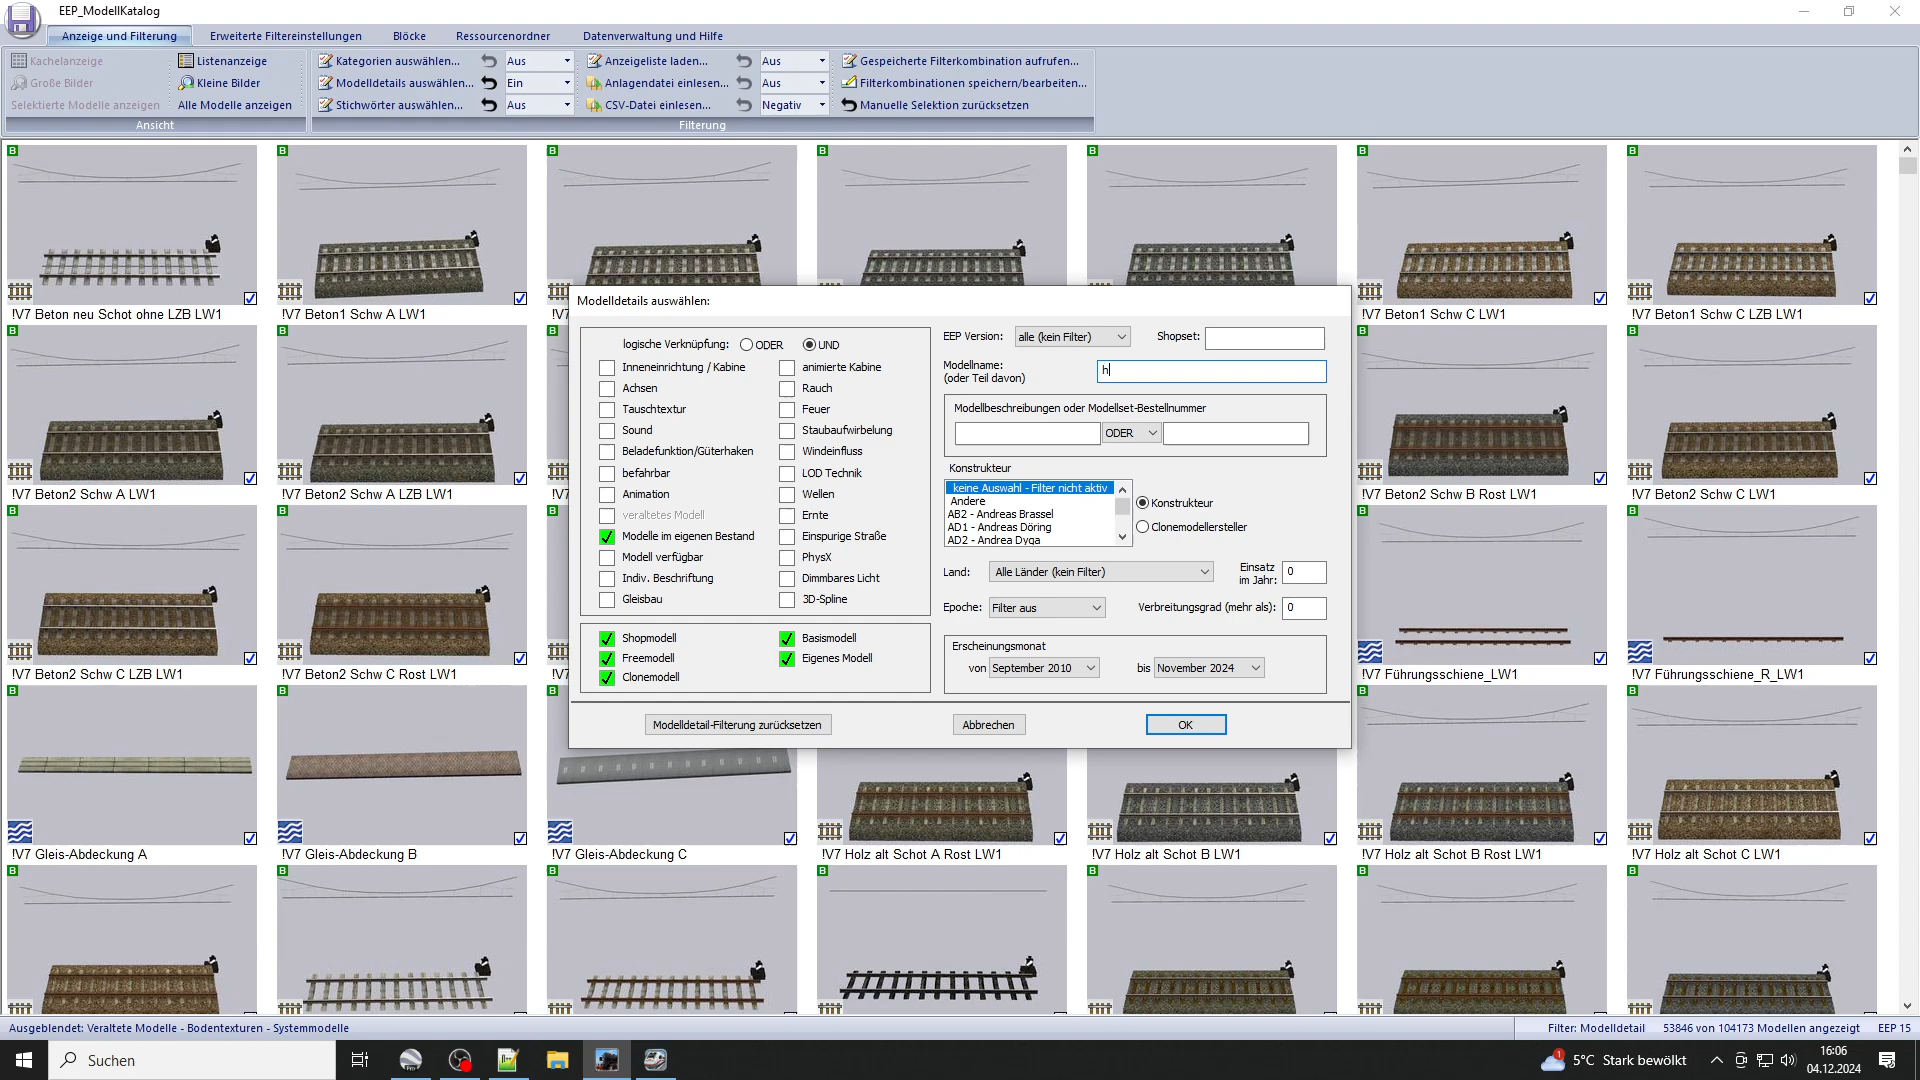 EEP_ModellKatalog
Anzeige und Filterung
Erweiterte Filtereinstellungen
Blöcke
Ressourcenordner
Datenverwaltung und Hilfe
Kachelanzeige
Große Bilder
Selektierte Modelle anzeigen
Listenanzeige
Kleine Bilder
Alle Modelle anzeigen
Ansicht
Kategorien auswählen...
Aus
Modelldetails auswählen...
Ein
Stichwörter auswählen...
Aus
Anzeigeliste laden...
Aus
Anlagendatei einlesen...
Aus
CSV-Datei einlesen...
Negativ
Gespeicherte Filterkombination aufrufen...
Filterkombinationen speichern/bearbeiten...
Manuelle Selektion zurücksetzen
Filterung
B B B B B B B
!V7 Beton neu Schot ohne LZB LW1
!V7 Beton1 Schw A LW1
!V7 Beton1 Schw C LW1
!V7 Beton1 Schw C LZB LW1
B B B B
!V7 Beton2 Schw A LW1
!V7 Beton2 Schw A LZB LW1
!V7 Beton2 Schw B Rost LW1
!V7 Beton2 Schw C LW1
B B B B
!V7 Beton2 Schw C LZB LW1
!V7 Beton2 Schw C Rost LW1
!V7 Führungsschiene_LW1
!V7 Führungsschiene_R_LW1
B B B B
!V7 Gleis-Abdeckung A
!V7 Gleis-Abdeckung B
!V7 Gleis-Abdeckung C
!V7 Holz alt Schot A Rost LW1
!V7 Holz alt Schot B LW1
!V7 Holz alt Schot B Rost LW1
!V7 Holz alt Schot C LW1
B B B B B B B
Modelldetails auswählen:
logische Verknüpfung:
ODER
UND
Inneneinrichtung / Kabine
Achsen
Tauschtextur
Sound
Beladefunktion/Güterhaken
befahrbar
Animation
veraltetes Modell
Modelle im eigenen Bestand
Modell verfügbar
Indiv. Beschriftung
Gleisbau
animierte Kabine
Rauch
Feuer
Staubaufwirbelung
Windeinfluss
LOD Technik
Wellen
Ernte
Einspurige Straße
PhysX
Dimmbares Licht
3D-Spline
Shopmodell
Freemodell
Clonemodell
Basismodell
Eigenes Modell
EEP Version:
alle (kein Filter)
Shopset:
Modellname:
(oder Teil davon)
h
Modellbeschreibungen oder Modellset-Bestellnummer
ODER
Konstrukteur
keine Auswahl - Filter nicht aktiv
Andere
AB2 - Andreas Brassel
AD1 - Andreas Döring
AD2 - Andrea Dyga
Konstrukteur
Clonemodellersteller
Land:
Alle Länder (kein Filter)
Einsatz
im Jahr:
0
Epoche:
Filter aus
Verbreitungsgrad (mehr als):
0
Erscheinungsmonat
von
September 2010
bis
November 2024
Modelldetail-Filterung zurücksetzen
Abbrechen
OK
Ausgeblendet: Veraltete Modelle - Bodentexturen - Systemmodelle
Filter: Modelldetail
53846 von 104173 Modellen angezeigt
EEP 15
Suchen
1
5°C Stark bewölkt
16:06
04.12.2024